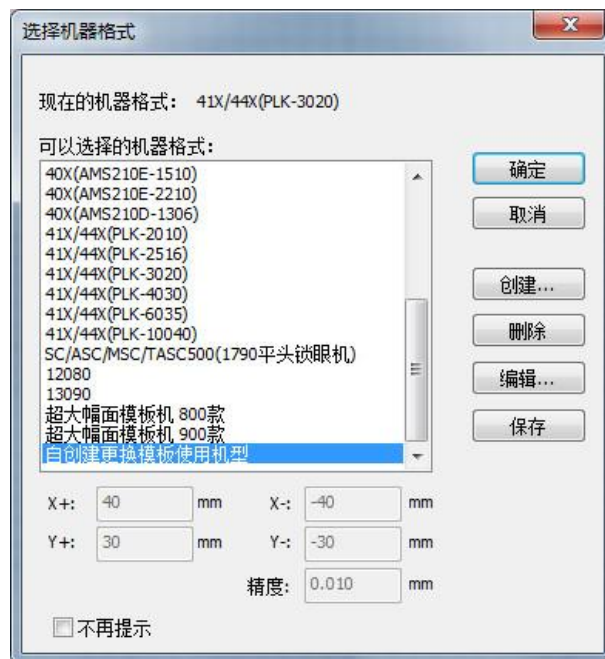 选择机器格式
现在的机器格式： 41X/44X(PLK-3020)
可以选择的机器格式：
40X(AMS210E-1510)
40X(AMS210E-2210)
40X(AMS210D-1306)
41X/44X(PLK-2010)
41X/44X(PLK-2516)
41X/44X(PLK-3020)
41X/44X(PLK-4030)
41X/44X(PLK-6035)
41X/44X(PLK-10040)
SC/ASC/MSC/TASC500(1790平头锁眼机)
12080
13090
超大幅面模板机 800款
超大幅面模板机 900款
自创建更换模板使用机型
确定
取消
创建...
删除
编辑...
保存
X+: 40 mm X-: -40 mm
Y+: 30 mm Y-: -30 mm
精度: 0.010 mm
不再提示